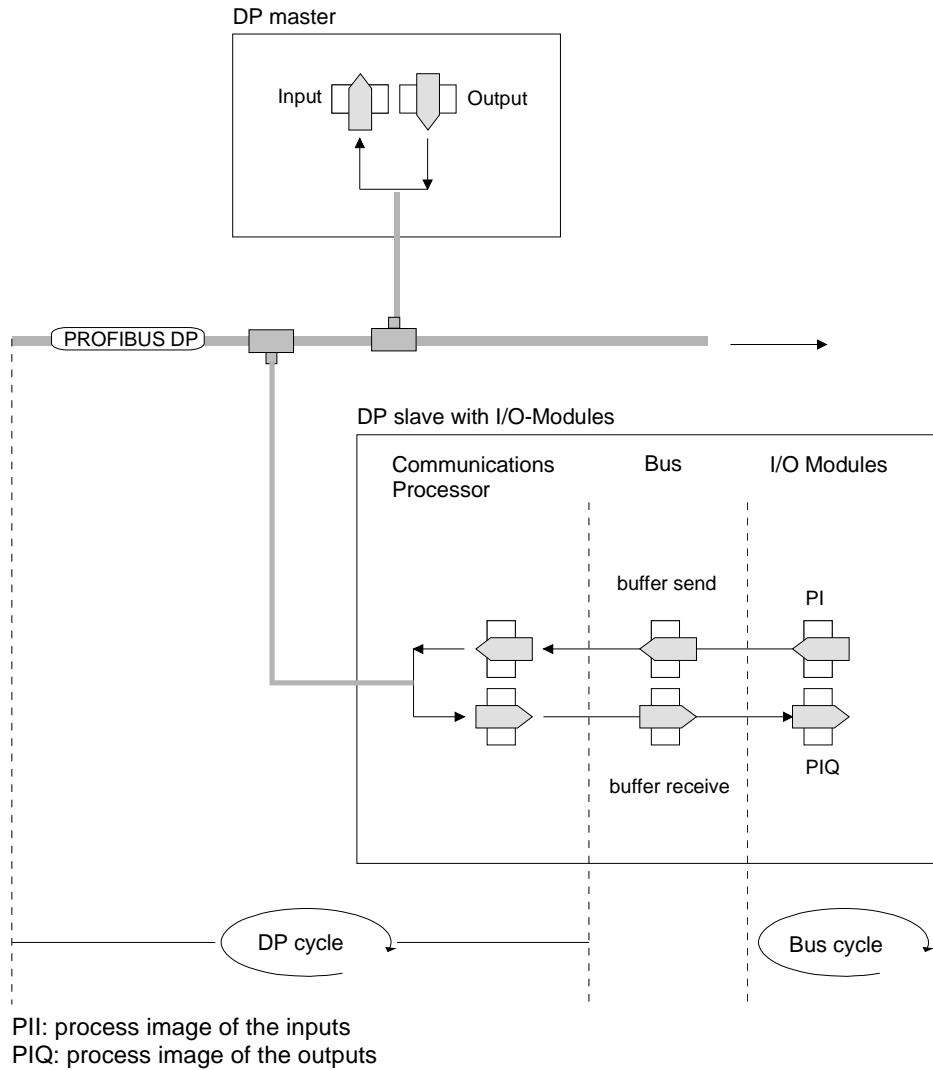 DP master
Input
Output
PROFIBUS DP
DP slave with I/O-Modules
Communications
Processor
Bus
I/O Modules
buffer send
PI
PIQ
buffer receive
DP cycle
Bus cycle
PII: process image of the inputs
PIQ: process image of the outputs